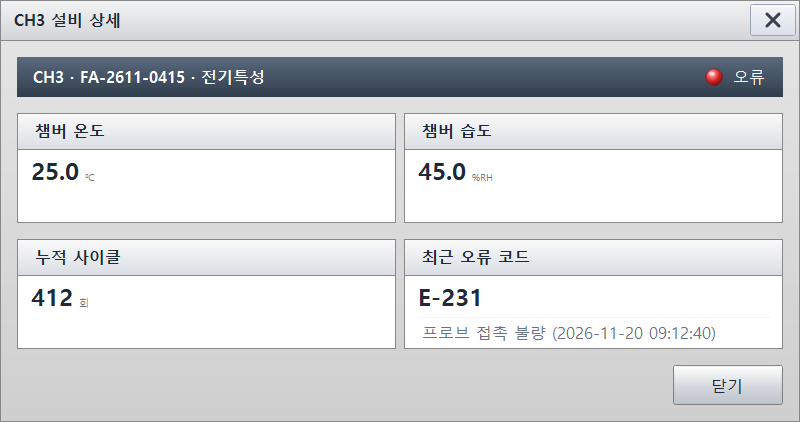 CH3 설비 상세
CH3 · FA-2611-0415 · 전기특성
오류
챔버 온도
25.0 ℃
챔버 습도
45.0 %RH
누적 사이클
412 회
최근 오류 코드
E-231
프로브 접촉 불량 (2026-11-20 09:12:40)
닫기